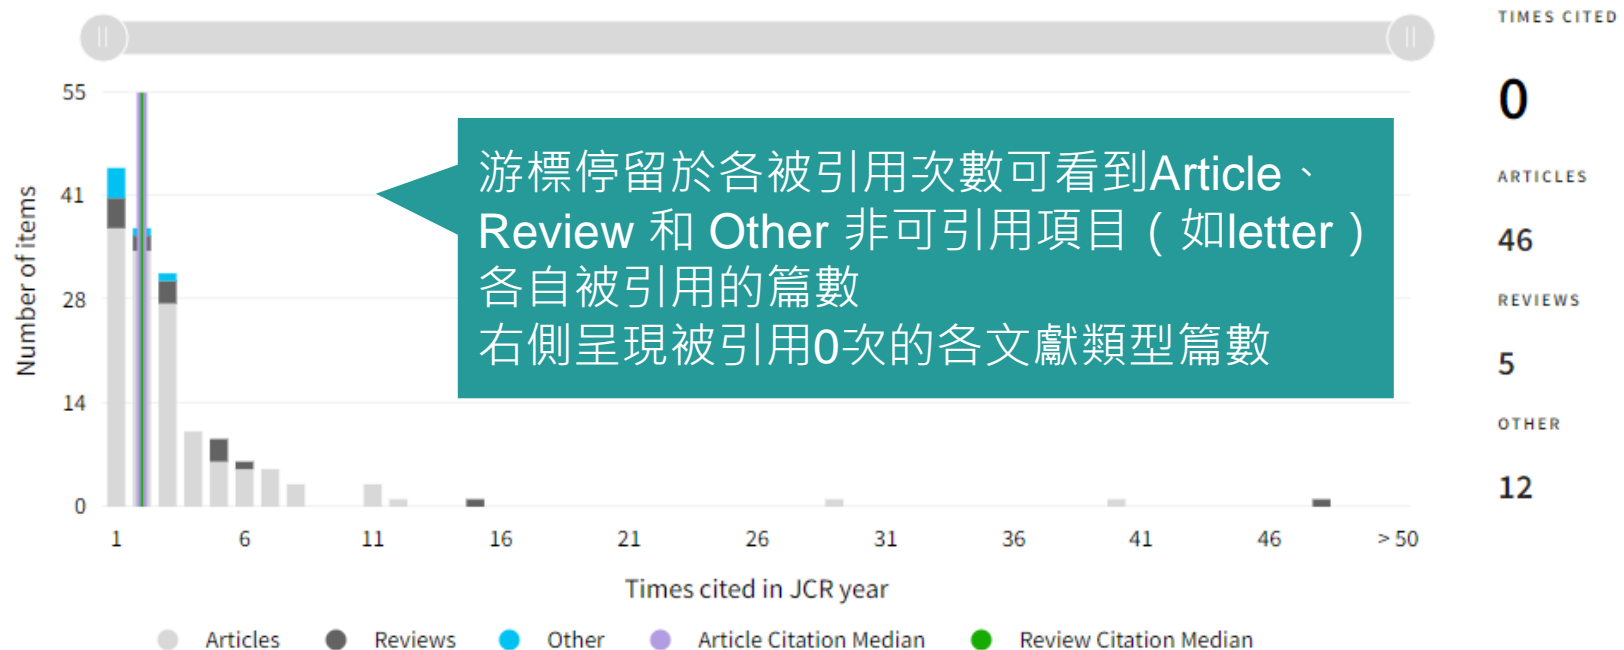 TIMES CITED
0
ARTICLES
46
REVIEWS
5
OTHER
12
55
41
28
14
0
Number of items
游標停留於各被引用次數可看到Article、
Review 和 Other 非可引用項目（如letter）
各自被引用的篇數
右側呈現被引用0次的各文獻類型篇數
1 6 11 16 21 26 31 36 41 46 > 50
Times cited in JCR year
Articles Reviews Other Article Citation Median Review Citation Median